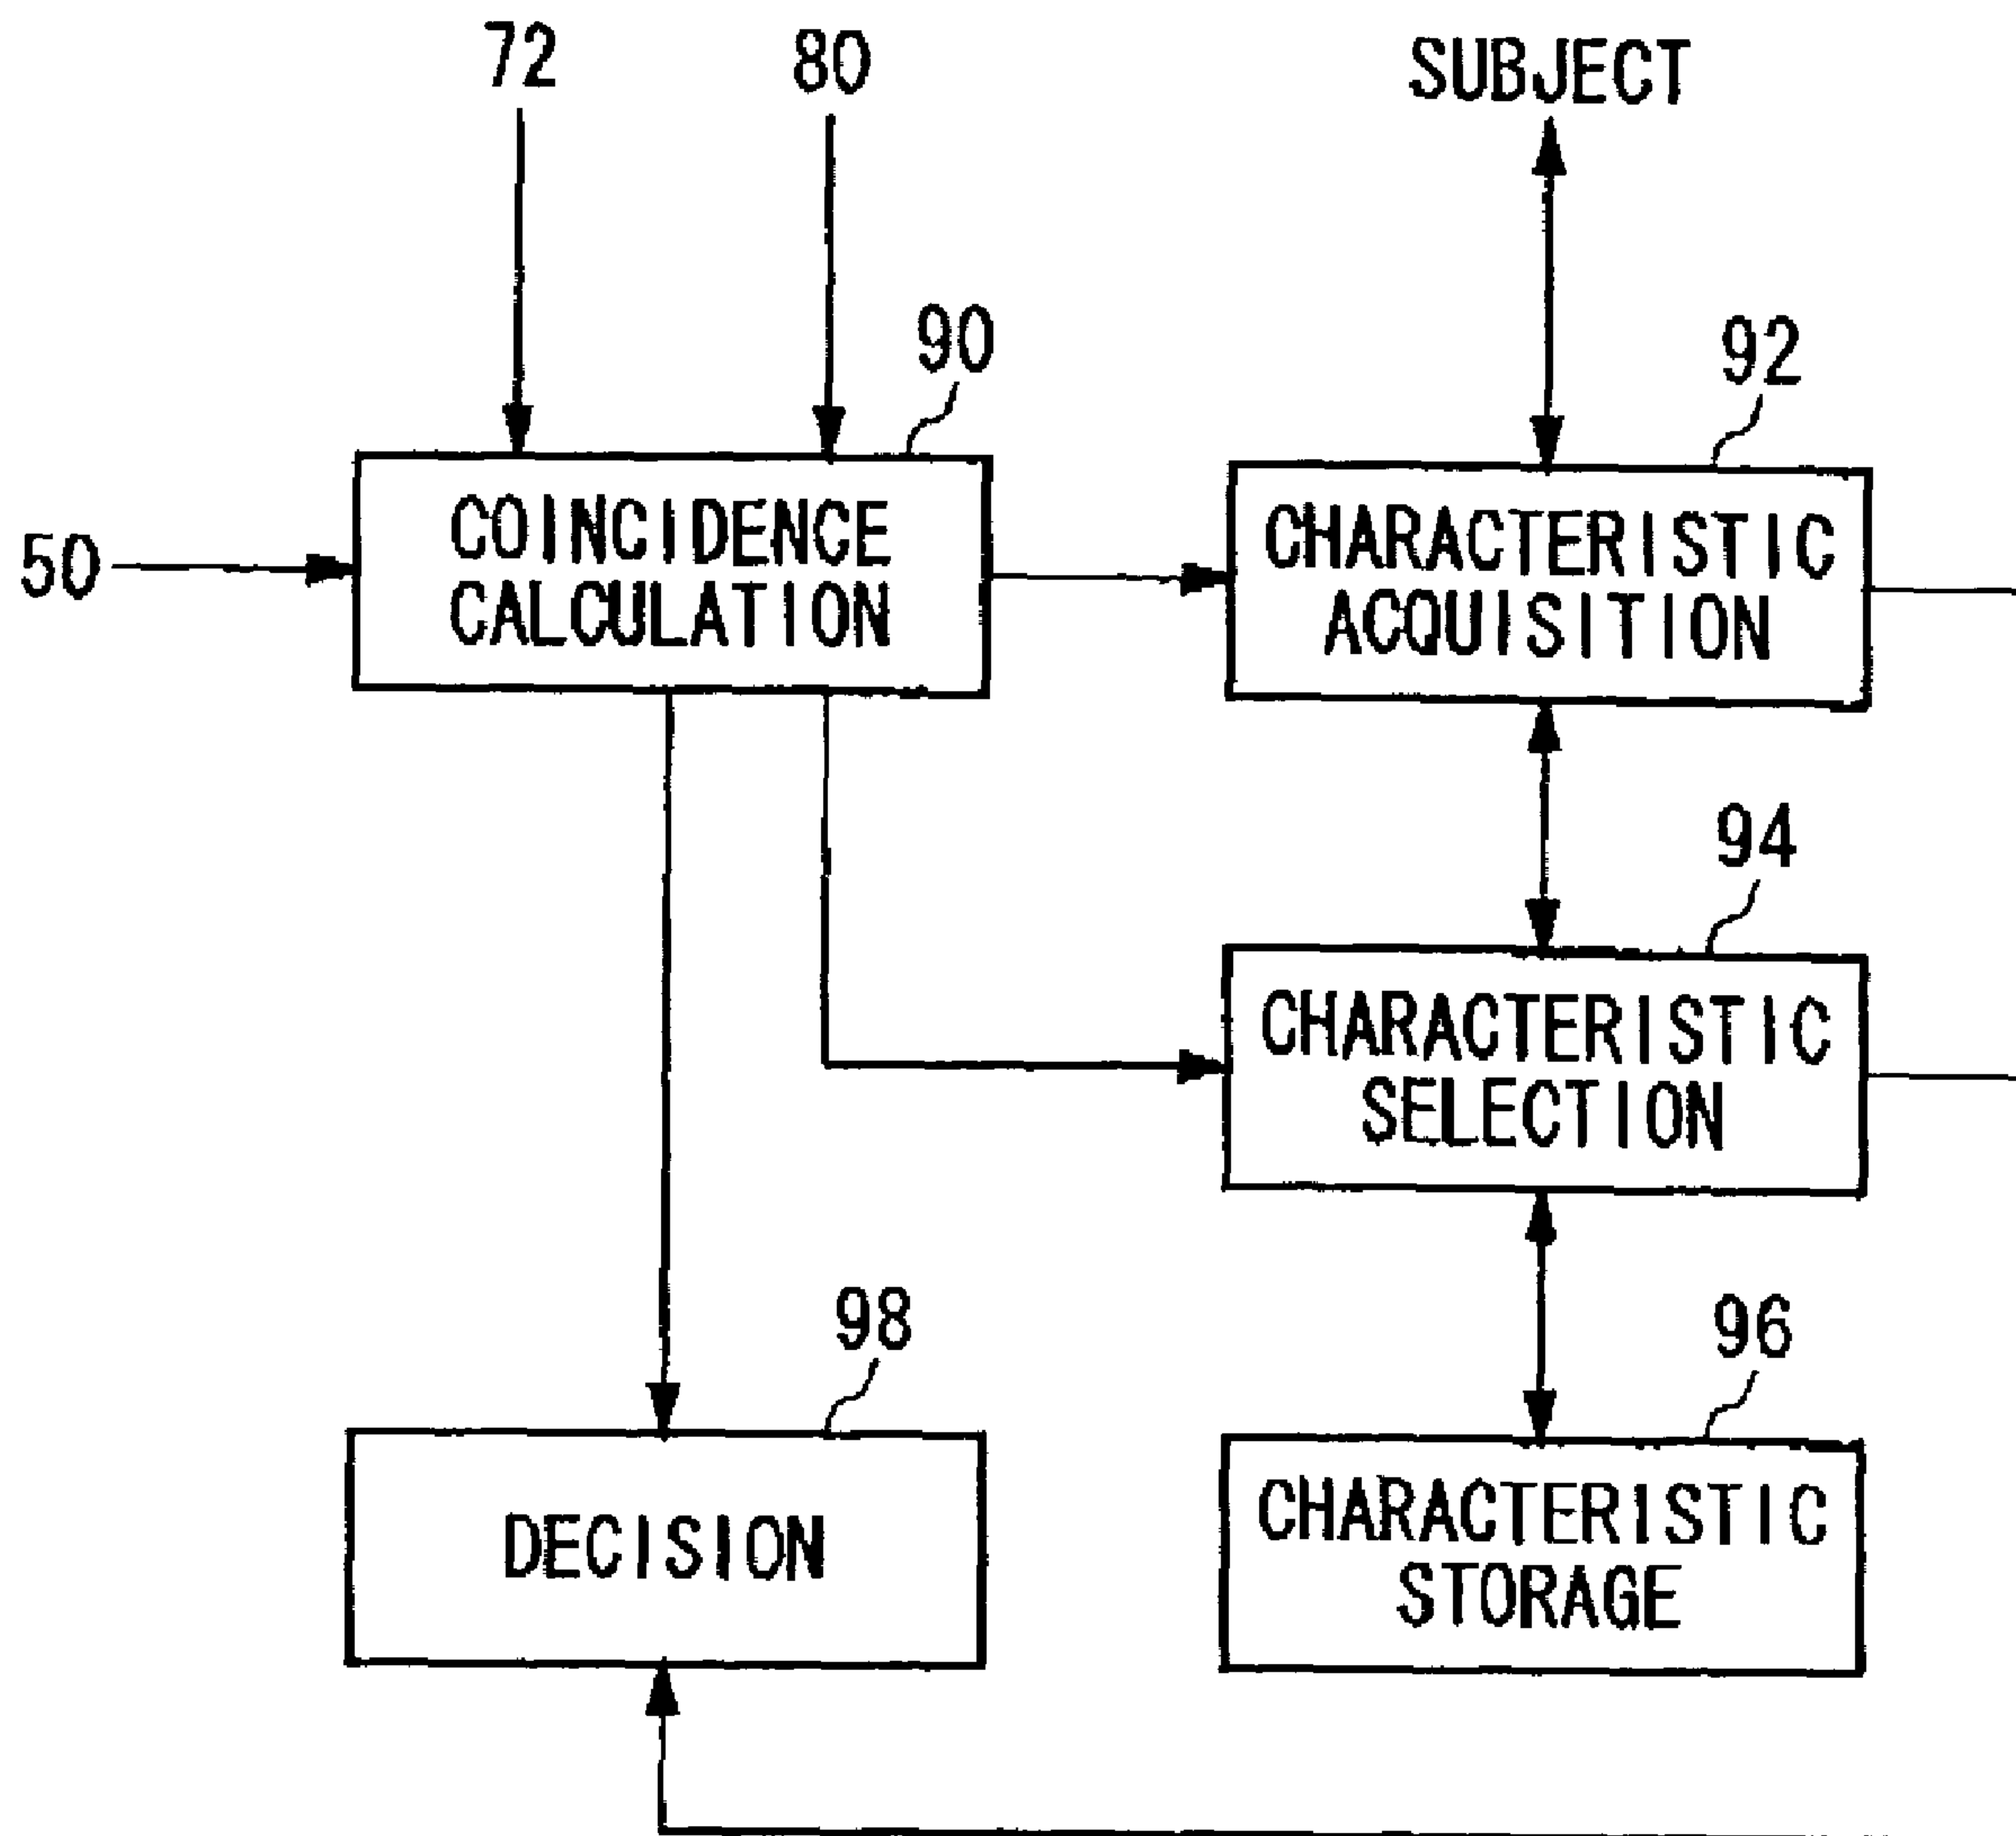 72
80
SUBJECT
90
92
50
COINCIDENCE
CALCULATION
CHARACTERISTIC
ACQUISITION
94
CHARACTERISTIC
SELECTION
98
96
DECISION
CHARACTERISTIC
STORAGE